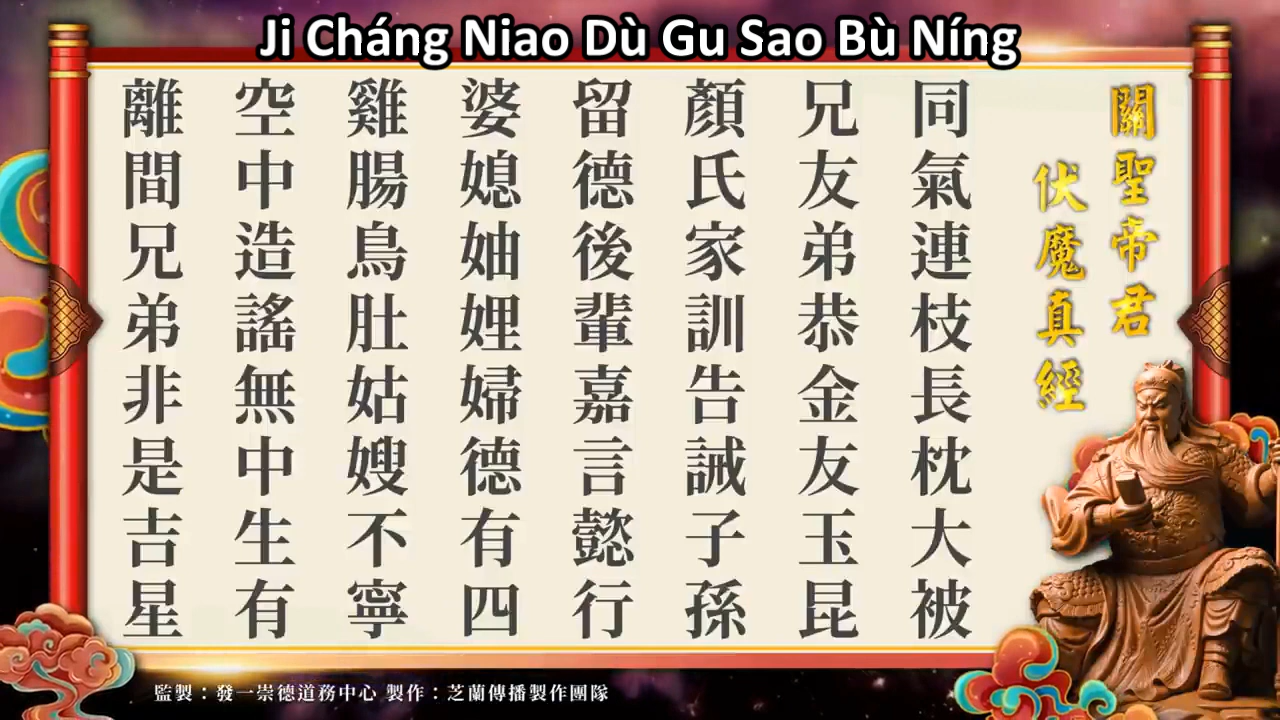 Ji Cháng Niao Dù Gu Sao Bù Níng
關聖帝君
伏魔真經
同氣連枝長枕大被
兄友弟恭金友玉昆
顏氏家訓告誡子孫
留德後輩嘉言懿行
婆媳妯娌婦德有四
雞腸鳥肚姑嫂不寧
空中造謠無中生有
離間兄弟非是吉星
監製：發一崇德道務中心 製作：芝蘭傳播製作團隊